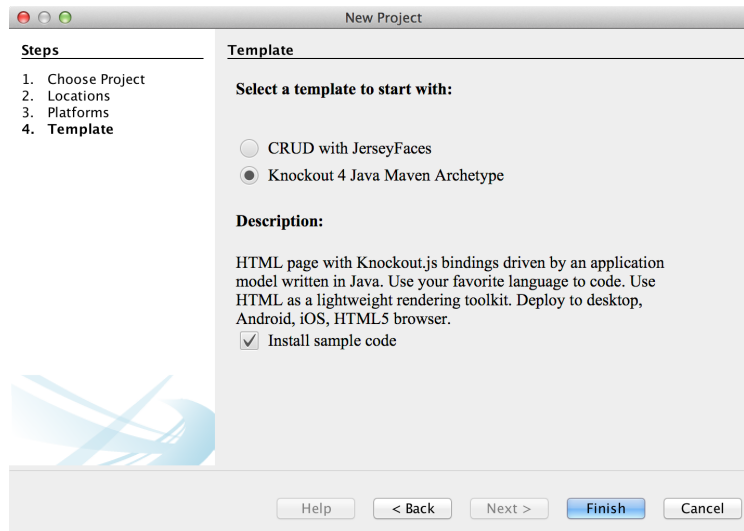 New Project
Steps
1. Choose Project
2. Locations
3. Platforms
4. Template
Template
Select a template to start with:
CRUD with JerseyFaces
Knockout 4 Java Maven Archetype
Description:
HTML page with Knockout.js bindings driven by an application
model written in Java. Use your favorite language to code. Use
HTML as a lightweight rendering toolkit. Deploy to desktop,
Android, iOS, HTML5 browser.
Install sample code
Help
< Back
Next >
Finish
Cancel